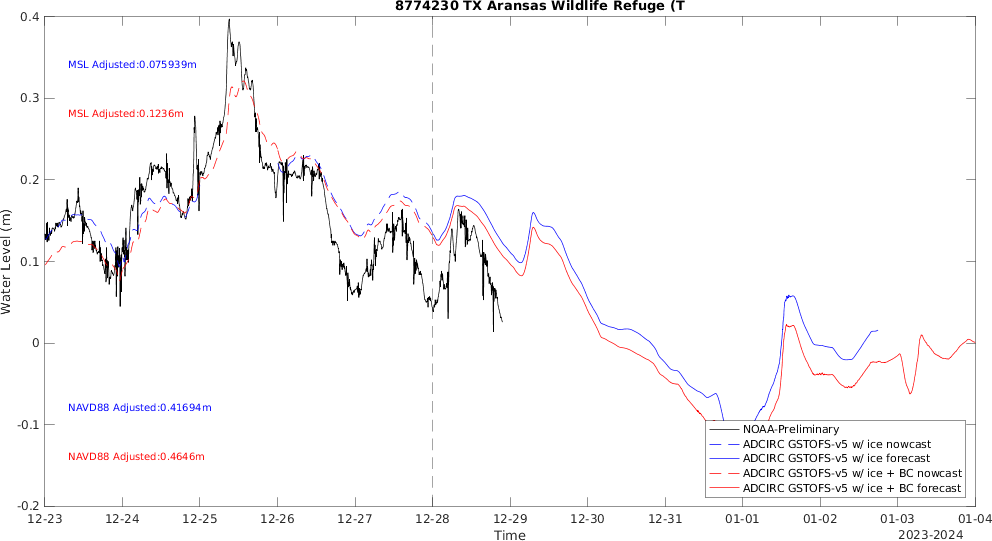 8774230 TX Aransas Wildlife Refuge (T
0.4
0.3
0.2
0.1
0
-0.1
-0.2
Water Level (m)
MSL Adjusted:0.075939m
MSL Adjusted:0.1236m
NAVD88 Adjusted:0.41694m
NAVD88 Adjusted:0.4646m
NOAA-Preliminary
ADCIRC GSTOFS-v5 w/ ice nowcast
ADCIRC GSTOFS-v5 w/ ice forecast
ADCIRC GSTOFS-v5 w/ ice + BC nowcast
ADCIRC GSTOFS-v5 w/ ice + BC forecast
12-23 12-24 12-25 12-26 12-27 12-28 12-29 12-30 12-31 01-01 01-02 01-03 01-04
Time
2023-2024